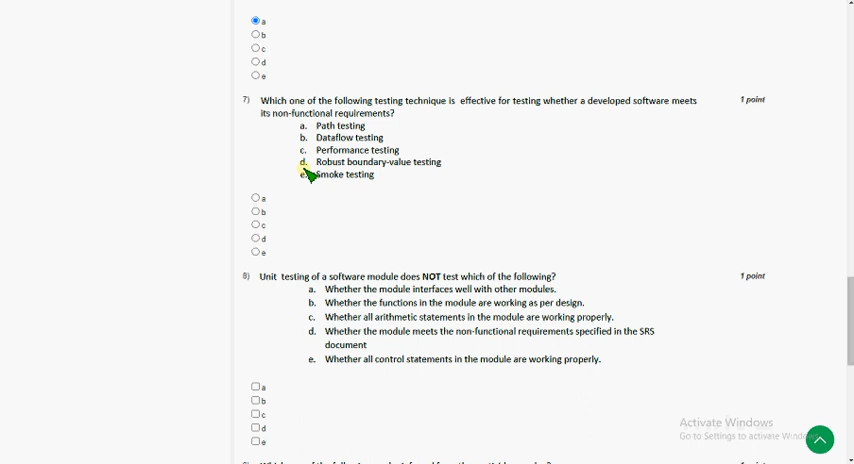 a
b
c
d
e
7) Which one of the following testing technique is effective for testing whether a developed software meets 1 point
its non-functional requirements?
a. Path testing
b. Dataflow testing
c. Performance testing
d. Robust boundary-value testing
e. Smoke testing
a
b
c
d
e
8) Unit testing of a software module does NOT test which of the following? 1 point
a. Whether the module interfaces well with other modules.
b. Whether the functions in the module are working as per design.
c. Whether all arithmetic statements in the module are working properly.
d. Whether the module meets the non-functional requirements specified in the SRS
document
e. Whether all control statements in the module are working properly.
a
b
c
d
e
Activate Windows
Go to Settings to activate Windows